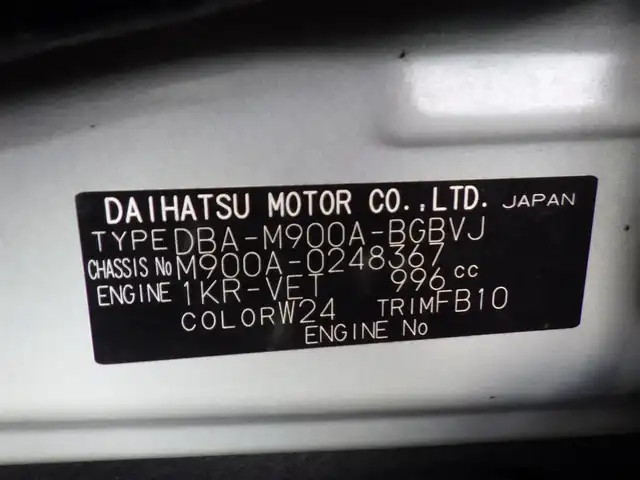 DAIHATSU MOTOR CO.,LTD. JAPAN
TYPE DBA-M900A-BGBVJ
CHASSIS No M900A-0248367
ENGINE 1KR-VET 996 cc
COLOR W24 TRIM FB10
ENGINE No